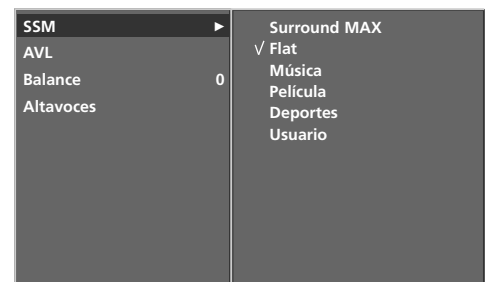 SSM ►
AVL
Balance 0
Altavoces
Surround MAX
√ Flat
Música
Película
Deportes
Usuario